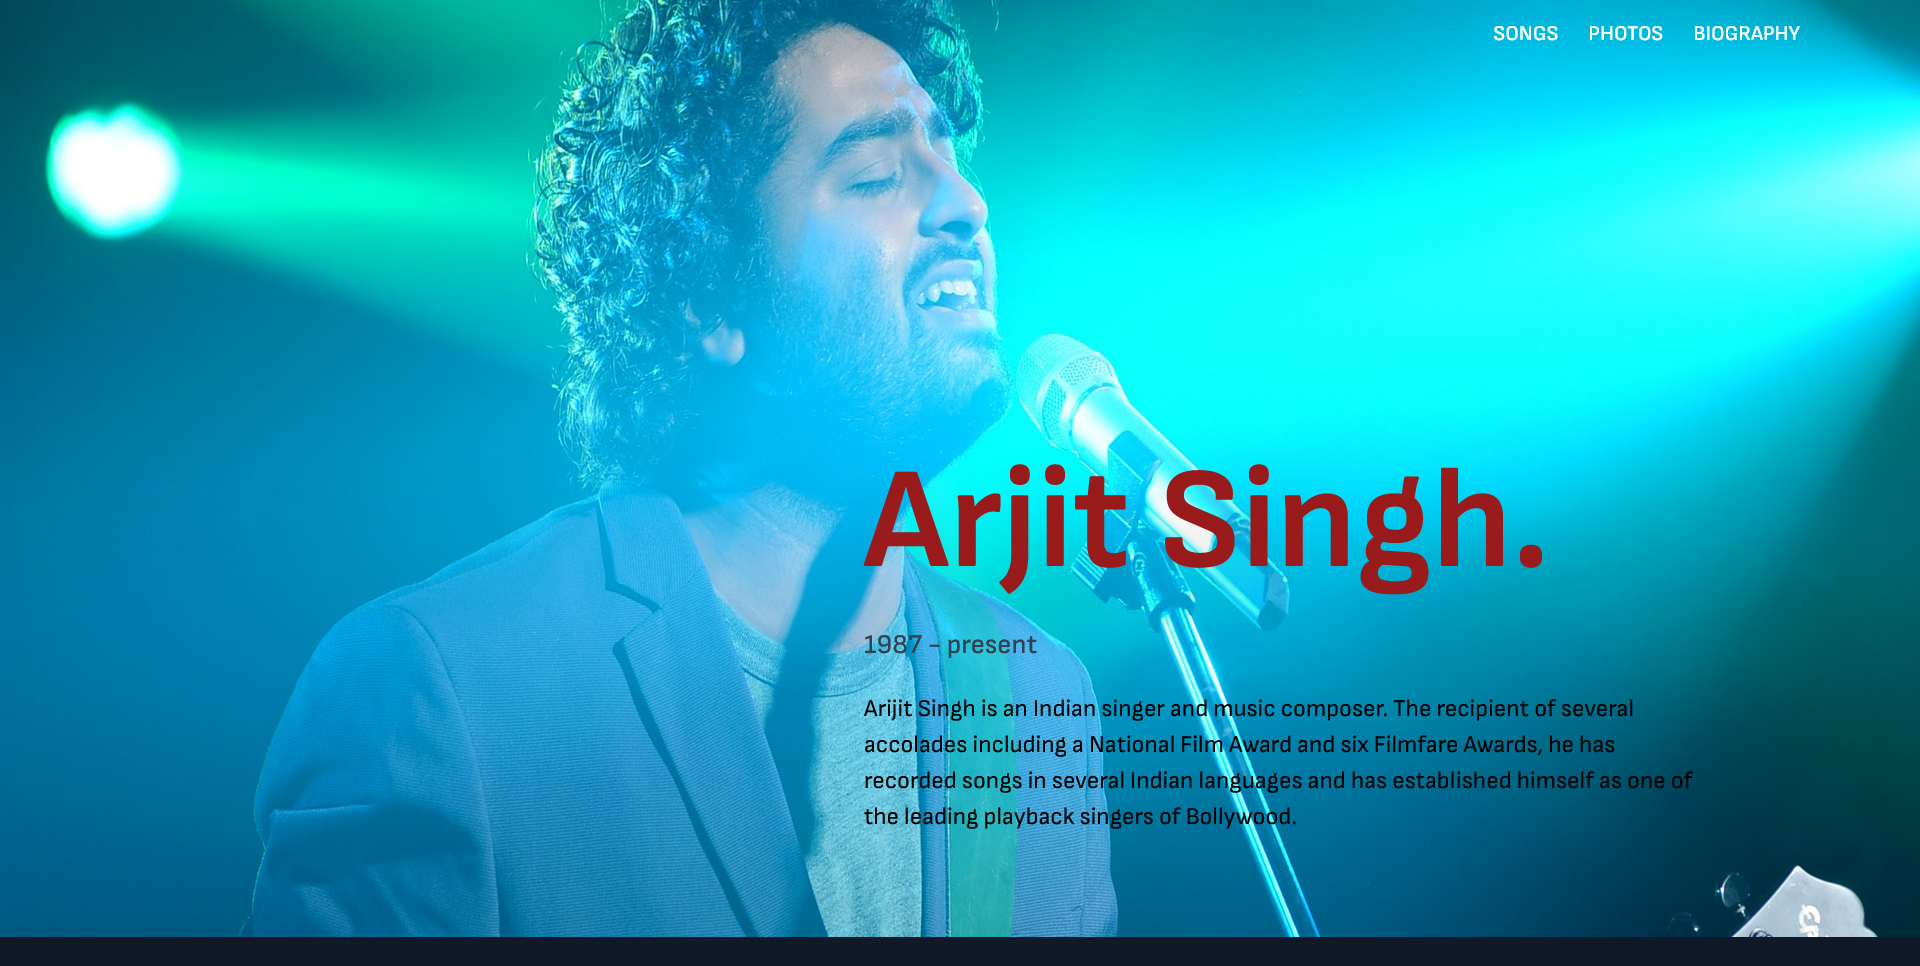 SONGS PHOTOS BIOGRAPHY
Arjit Singh.
1987 – present
Arijit Singh is an Indian singer and music composer. The recipient of several
accolades including a National Film Award and six Filmfare Awards, he has
recorded songs in several Indian languages and has established himself as one of
the leading playback singers of Bollywood.